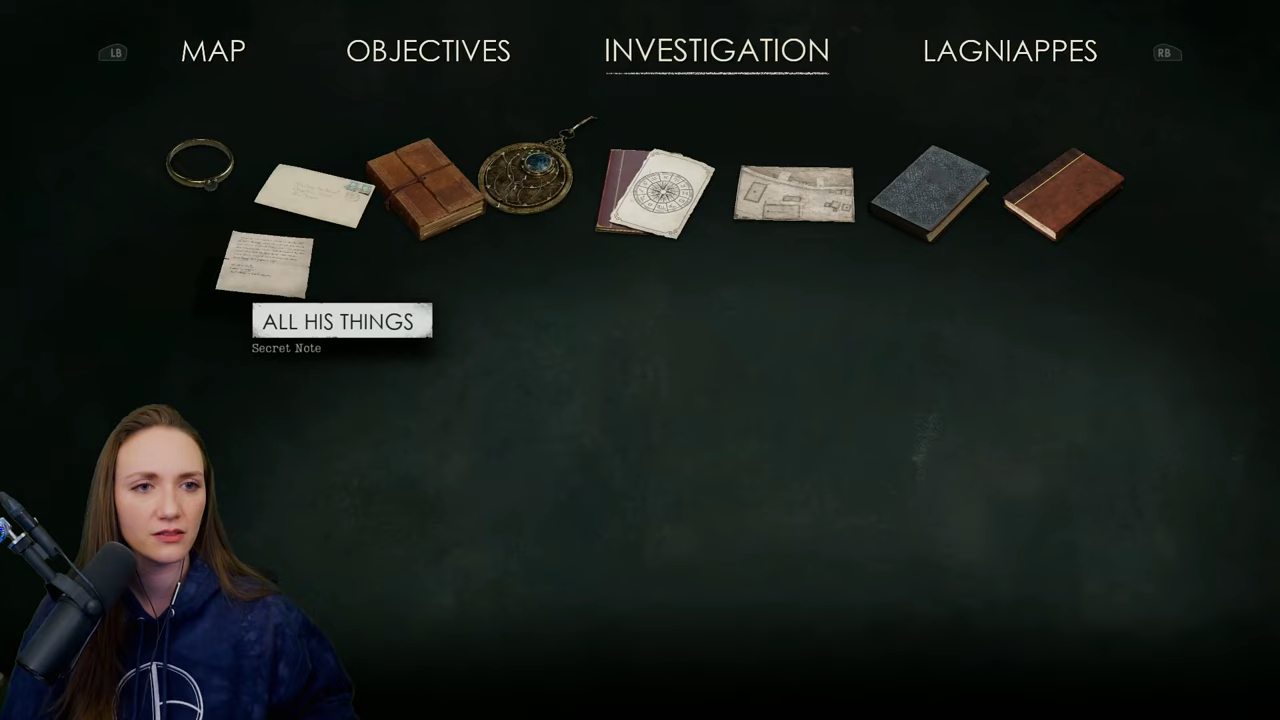 LB
MAP
OBJECTIVES
INVESTIGATION
LAGNIAPPES
RB
ALL HIS THINGS
Secret Note